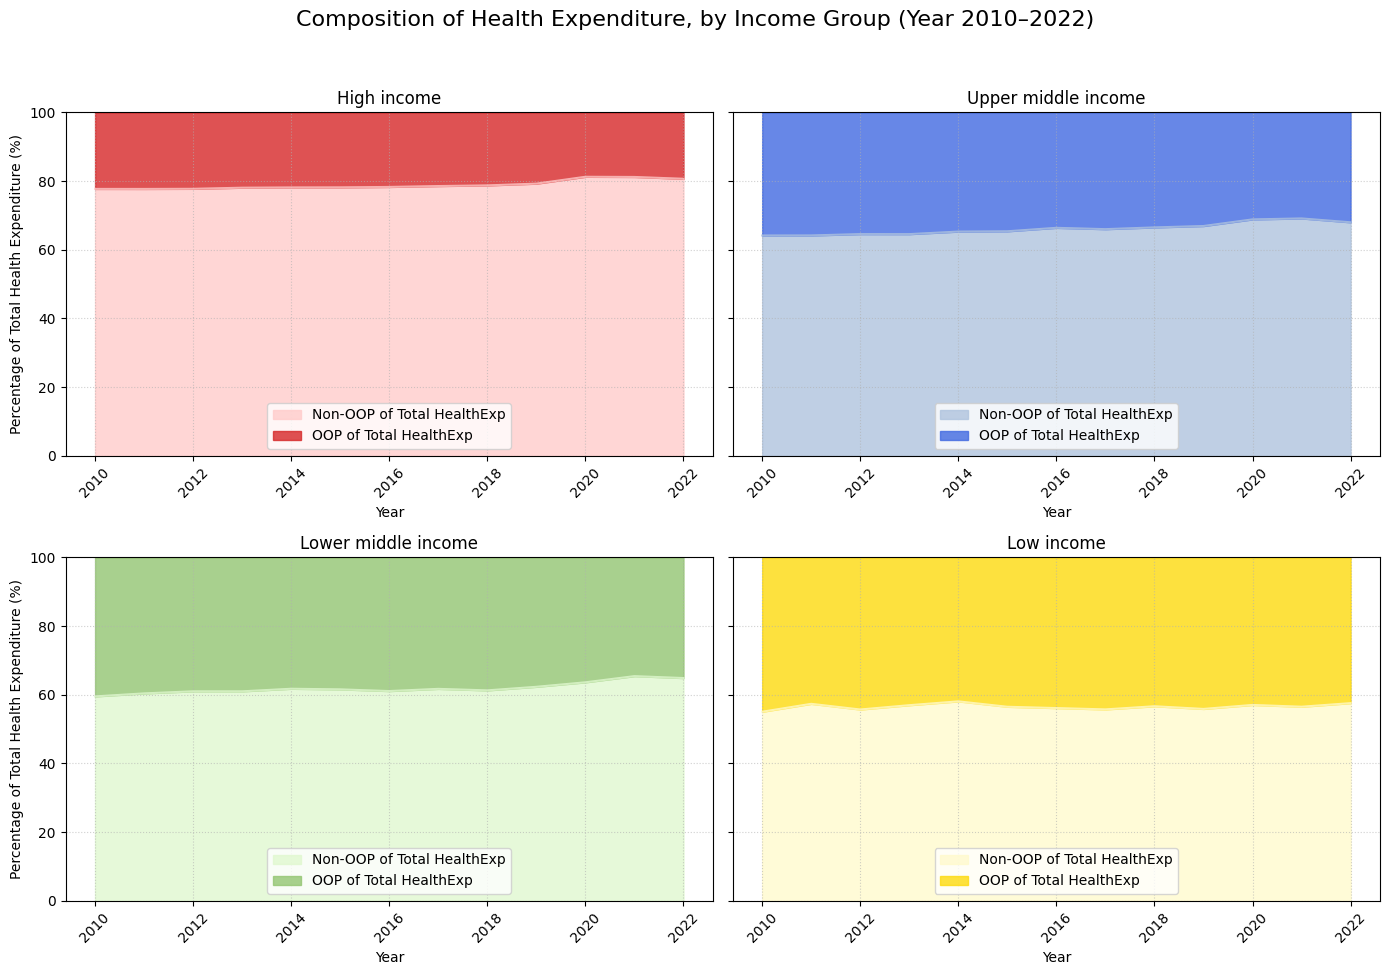 Composition of Health Expenditure, by Income Group (Year 2010–2022)
High income
Percentage of Total Health Expenditure (%)
100
80
60
40
20
0
Non-OOP of Total HealthExp
OOP of Total HealthExp
2010
2012
2014
2016
2018
2020
2022
Year
Upper middle income
Non-OOP of Total HealthExp
OOP of Total HealthExp
2010
2012
2014
2016
2018
2020
2022
Year
Lower middle income
Percentage of Total Health Expenditure (%)
100
80
60
40
20
0
Non-OOP of Total HealthExp
OOP of Total HealthExp
2010
2012
2014
2016
2018
2020
2022
Year
Low income
Non-OOP of Total HealthExp
OOP of Total HealthExp
2010
2012
2014
2016
2018
2020
2022
Year